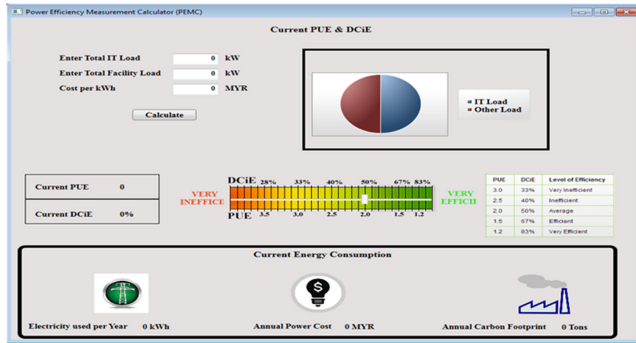 Power Efficiency Measurement Calculator (PEMC)
Current PUE & DCiE
Enter Total IT Load 0 kW
Enter Total Facility Load 0 kW
Cost per kWh 0 MYR
Calculate
IT Load
Other Load
Current PUE 0
Current DCiE 0%
VERY
INEFFICI
DCiE 28% 33% 40% 50% 67% 83%
PUE 3.5 3.0 2.5 2.0 1.5 1.2
VERY
EFFICII
PUE DCiE Level of Efficiency
3.0 33% Very Inefficient
2.5 40% Inefficient
2.0 50% Average
1.5 67% Efficient
1.2 83% Very Efficient
Current Energy Consumption
$
Electricity used per Year 0 kWh
Annual Power Cost 0 MYR
Annual Carbon Footprint 0 Tons